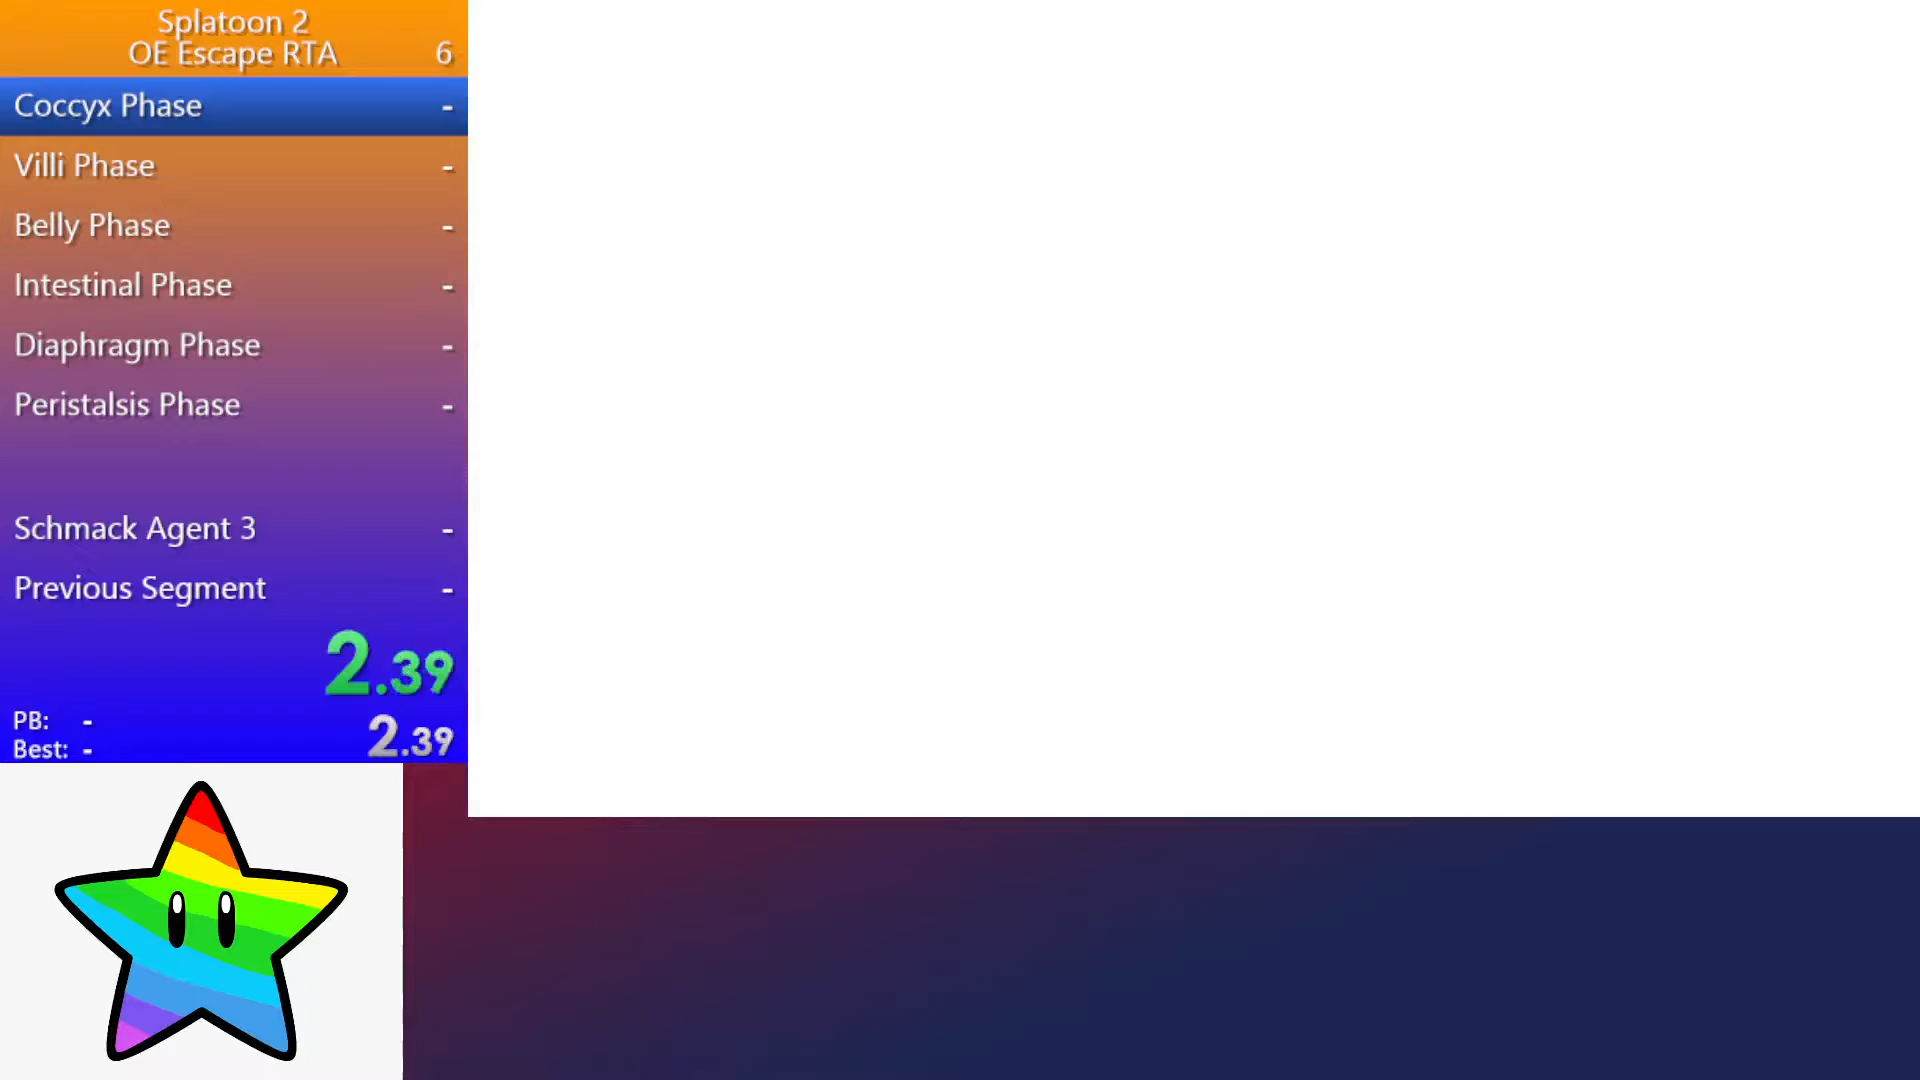 Splatoon 2
OE Escape RTA 6
Coccyx Phase -
Villi Phase -
Belly Phase -
Intestinal Phase -
Diaphragm Phase -
Peristalsis Phase -
Schmack Agent 3 -
Previous Segment -
2.39
PB: -
Best: - 2.39